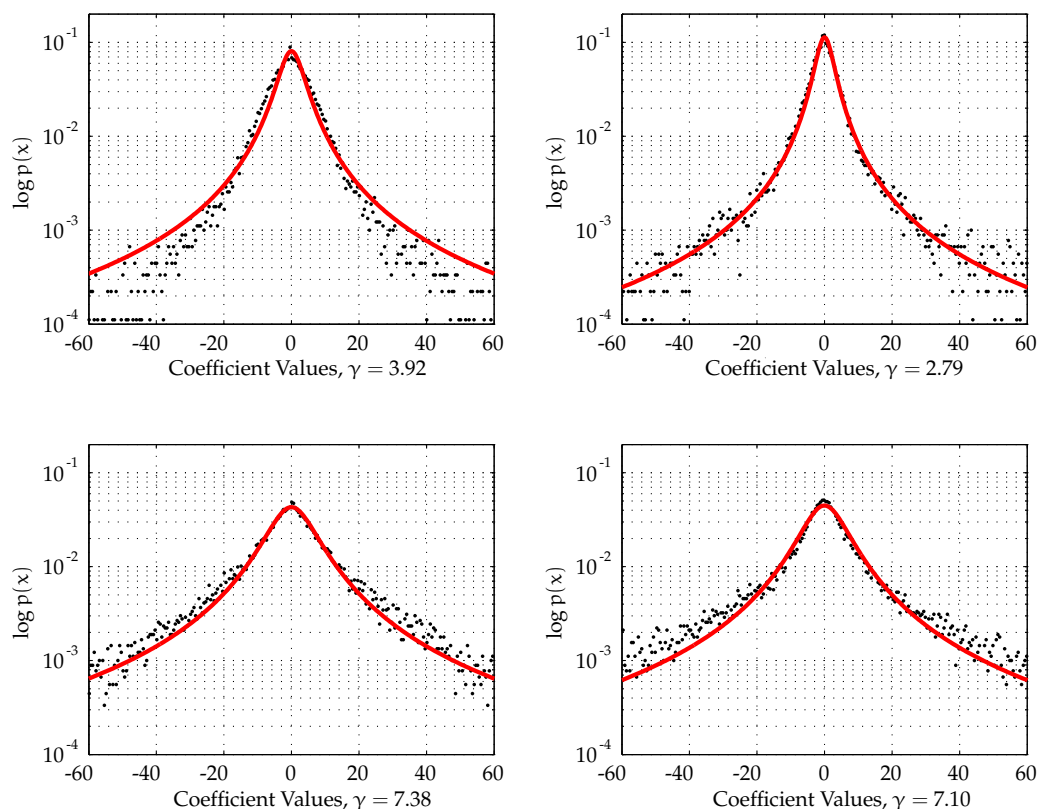 10^-1
10^-2
10^-3
10^-4
log p(x)
-60 -40 -20 0 20 40 60
Coefficient Values, γ = 3.92
10^-1
10^-2
10^-3
10^-4
log p(x)
-60 -40 -20 0 20 40 60
Coefficient Values, γ = 2.79
10^-1
10^-2
10^-3
10^-4
log p(x)
-60 -40 -20 0 20 40 60
Coefficient Values, γ = 7.38
10^-1
10^-2
10^-3
10^-4
log p(x)
-60 -40 -20 0 20 40 60
Coefficient Values, γ = 7.10